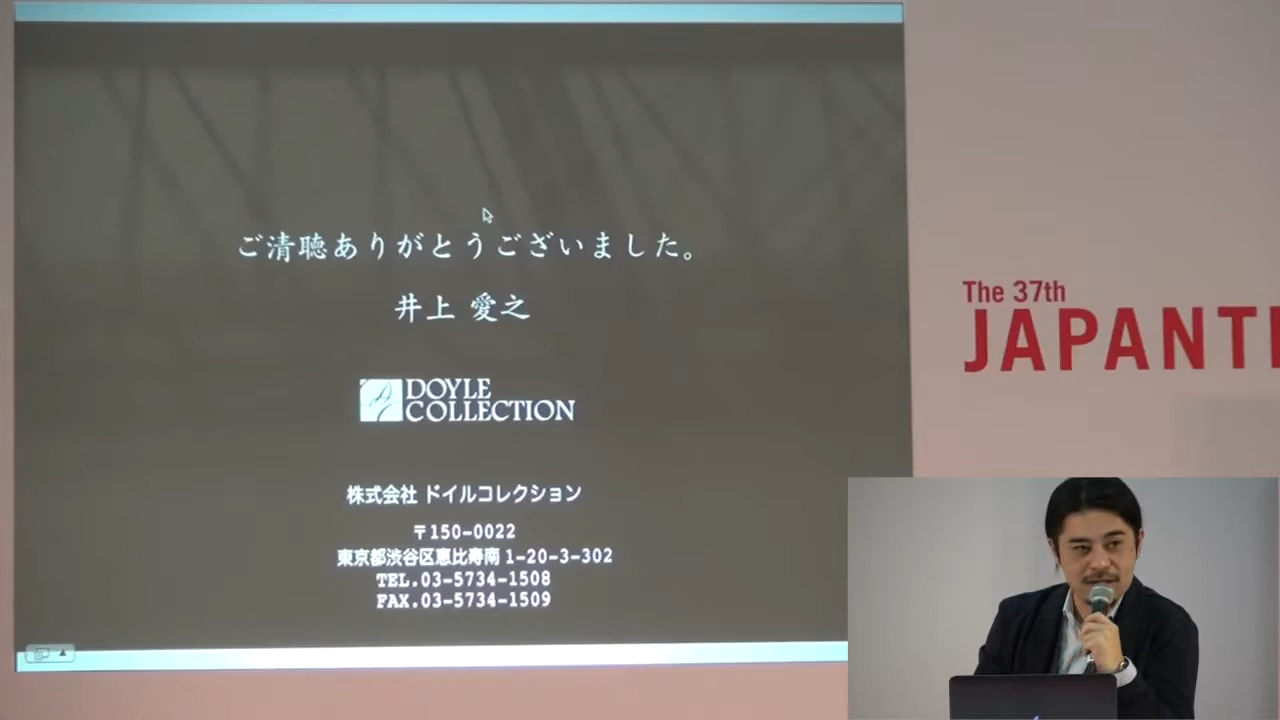 ご清聴ありがとうございました。
井上 愛之
DOYLE
COLLECTION
株式会社 ドイルコレクション
〒150-0022
東京都渋谷区恵比寿南1-20-3-302
TEL.03-5734-1508
FAX.03-5734-1509
The 37th
JAPANT